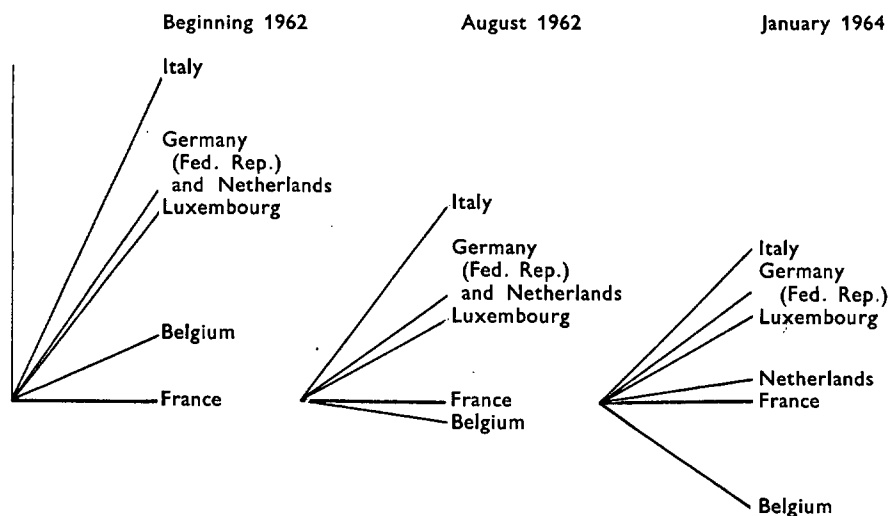 Beginning 1962
Italy
Germany
(Fed. Rep.)
and Netherlands
Luxembourg
Belgium
France
August 1962
Italy
Germany
(Fed. Rep.)
and Netherlands
Luxembourg
France
Belgium
January 1964
Italy
Germany
(Fed. Rep.)
Luxembourg
Netherlands
France
Belgium